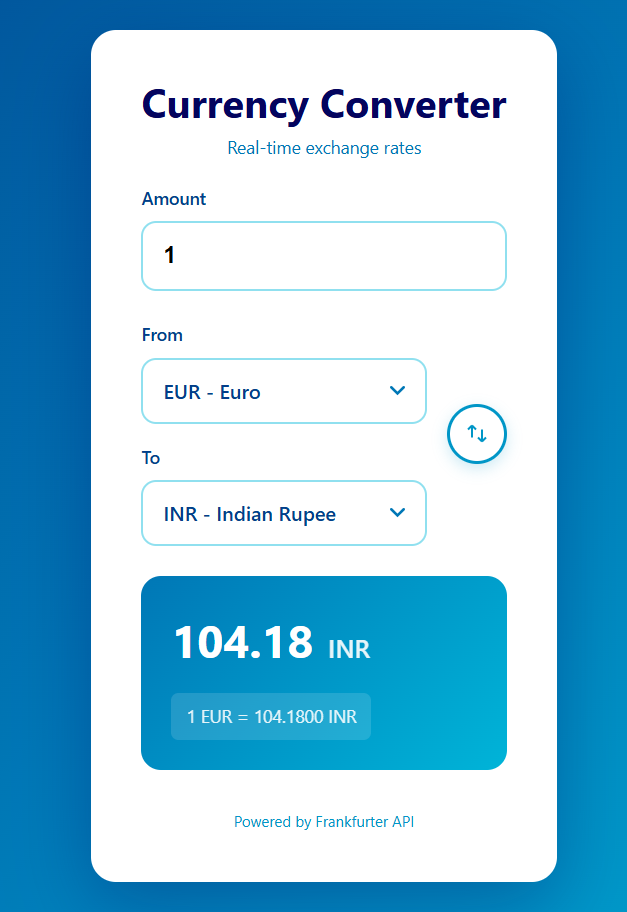 Currency Converter
Real-time exchange rates
Amount
1
From
EUR - Euro
To
INR - Indian Rupee
104.18 INR
1 EUR = 104.1800 INR
Powered by Frankfurter API